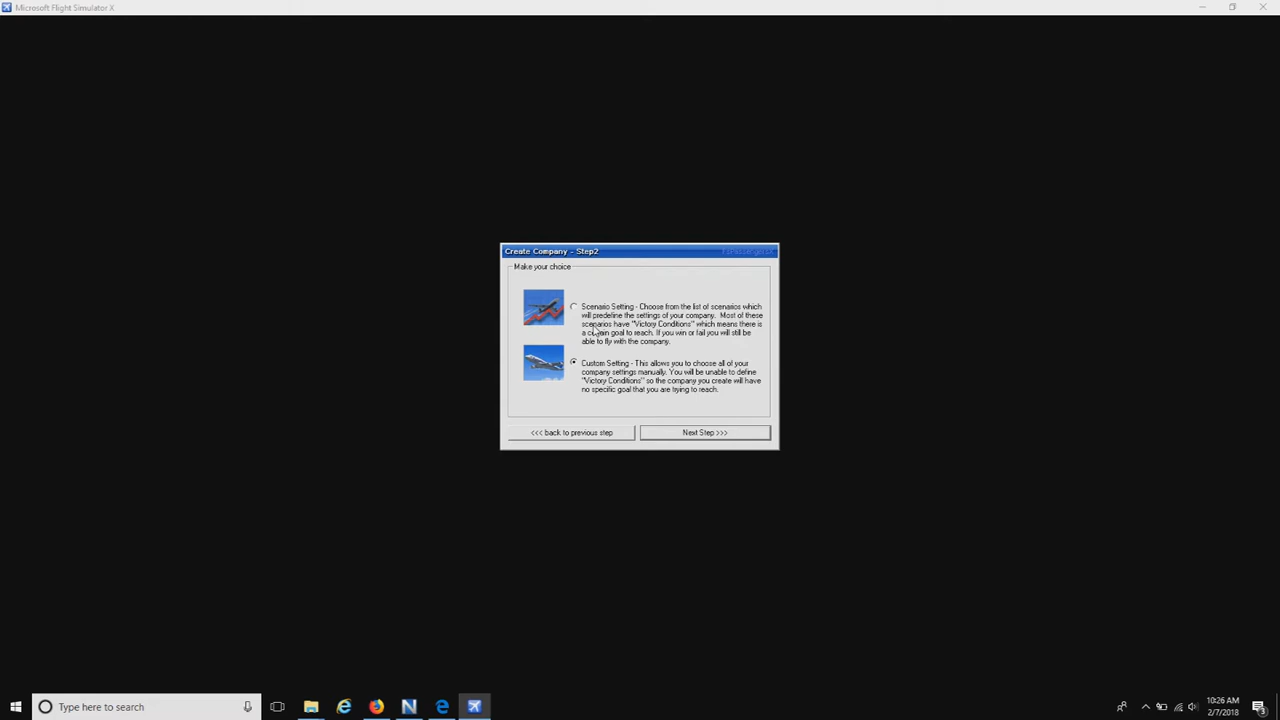 Microsoft Flight Simulator X
Create Company - Step2
Make your choice
Scenario Setting - Choose from the list of scenarios which
will predefine the settings of your company. Most of these
scenarios have "Victory Conditions" which means there is
a certain goal to reach. If you win or fail you will still be
able to fly with the company.
Custom Setting - This allows you to choose all of your
company settings manually. You will be unable to define
"Victory Conditions" so the company you create will have
no specific goal that you are trying to reach.
<<< back to previous step
Next Step >>>
Type here to search
10:26 AM
2/7/2018